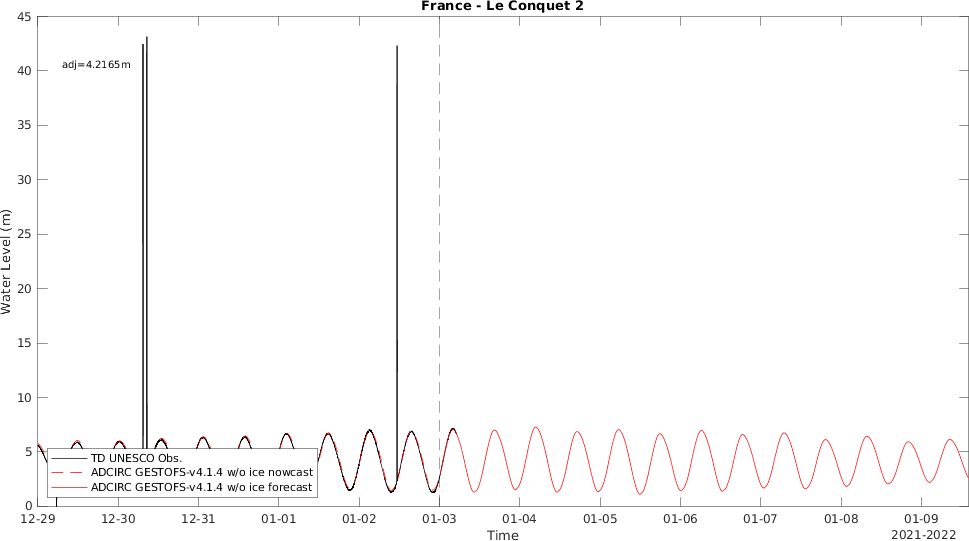 France - Le Conquet 2
adj=4.2165m
Water Level (m)
45
40
35
30
25
20
15
10
5
0
TD UNESCO Obs.
ADCIRC GESTOFS-v4.1.4 w/o ice nowcast
ADCIRC GESTOFS-v4.1.4 w/o ice forecast
12-29 12-30 12-31 01-01 01-02 01-03 01-04 01-05 01-06 01-07 01-08 01-09
Time
2021-2022